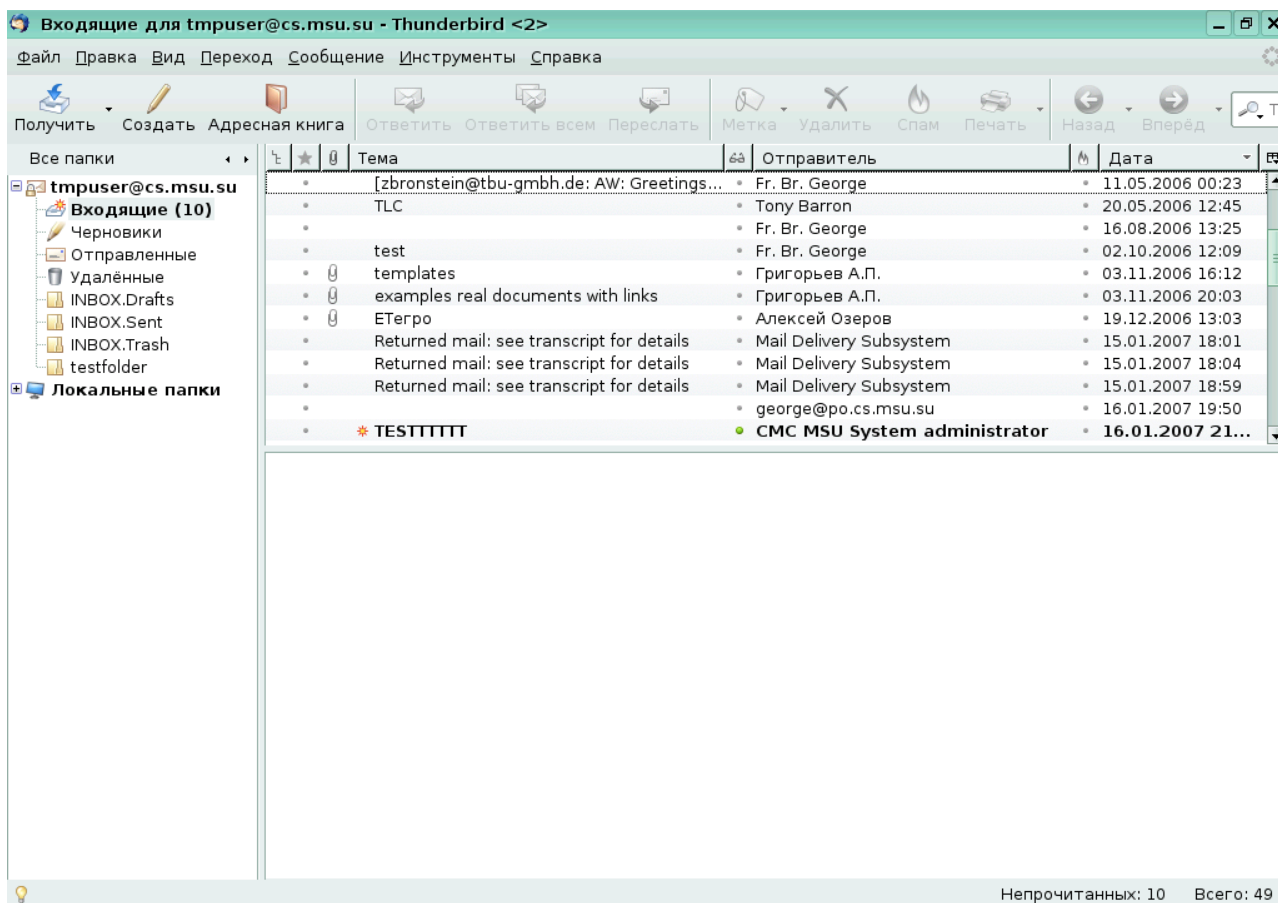 Входящие для tmpuser@cs.msu.su - Thunderbird <2>
Файл Правка Вид Переход Сообщение Инструменты Справка
Получить Создать Адресная книга Ответить Ответить всем Переслать Метка Удалить Спам Печать Назад Вперёд
Все папки
Тема Отправитель Дата
tmpuser@cs.msu.su
Входящие (10)
Черновики
Отправленные
Удалённые
INBOX.Drafts
INBOX.Sent
INBOX.Trash
testfolder
Локальные папки
[zbronstein@tbu-gmbh.de: AW: Greetings... Fr. Br. George 11.05.2006 00:23
TLC Tony Barron 20.05.2006 12:45
Fr. Br. George 16.08.2006 13:25
test Fr. Br. George 02.10.2006 12:09
templates Григорьев А.П. 03.11.2006 16:12
examples real documents with links Григорьев А.П. 03.11.2006 20:03
ЕТегро Алексей Озеров 19.12.2006 13:03
Returned mail: see transcript for details Mail Delivery Subsystem 15.01.2007 18:01
Returned mail: see transcript for details Mail Delivery Subsystem 15.01.2007 18:04
Returned mail: see transcript for details Mail Delivery Subsystem 15.01.2007 18:59
george@po.cs.msu.su 16.01.2007 19:50
TESTTTTTT CMC MSU System administrator 16.01.2007 21...
Непрочитанных: 10 Всего: 49